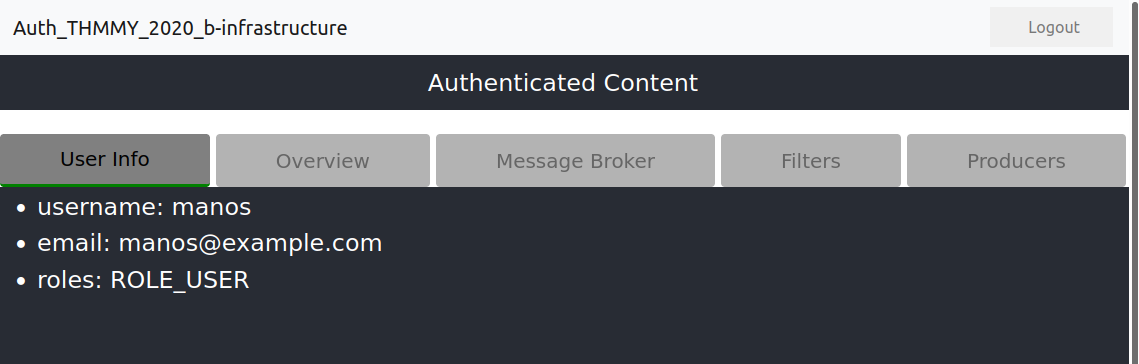 Auth_THMMY_2020_b-infrastructure
Logout
Authenticated Content
User Info
Overview
Message Broker
Filters
Producers
• username: manos
• email: manos@example.com
• roles: ROLE_USER